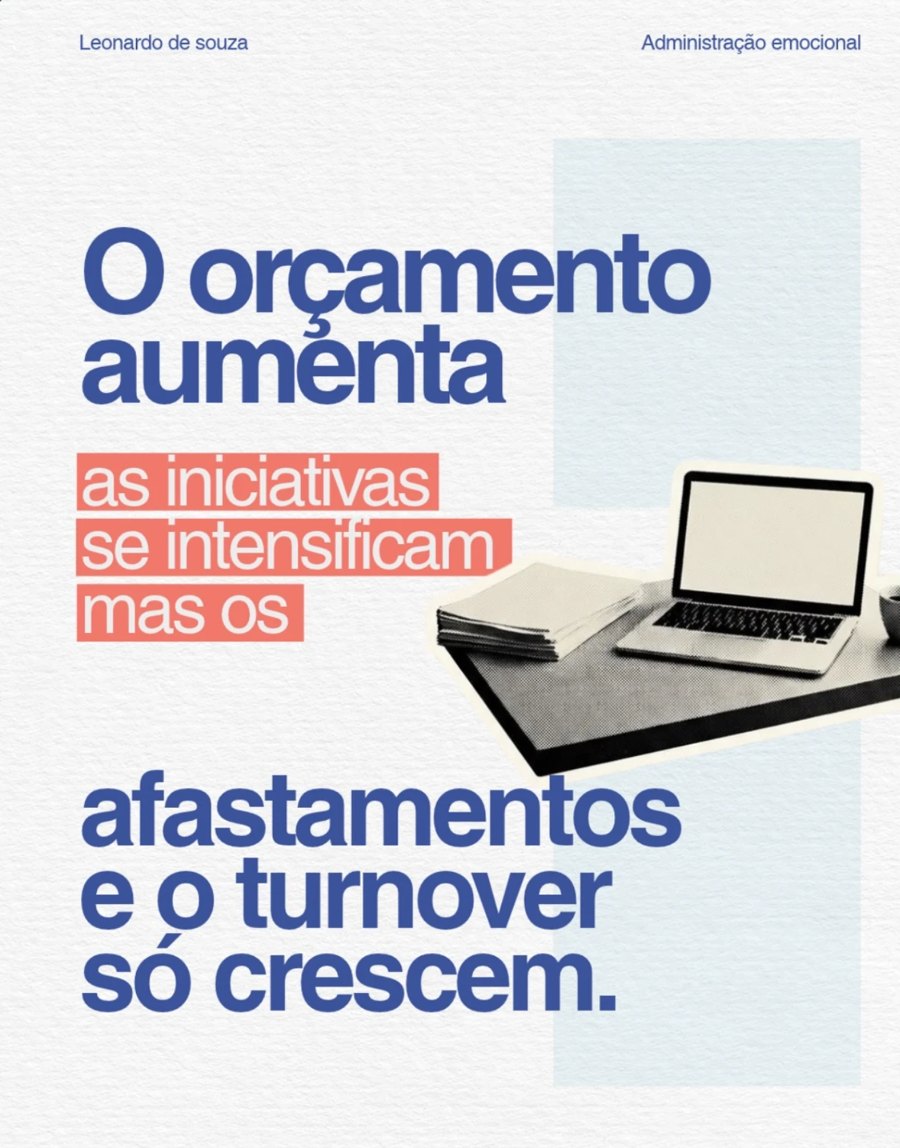 Leonardo de souza
Administração emocional
O orçamento
aumenta
as iniciativas
se intensificam
mas os
afastamentos
e o turnover
só crescem.